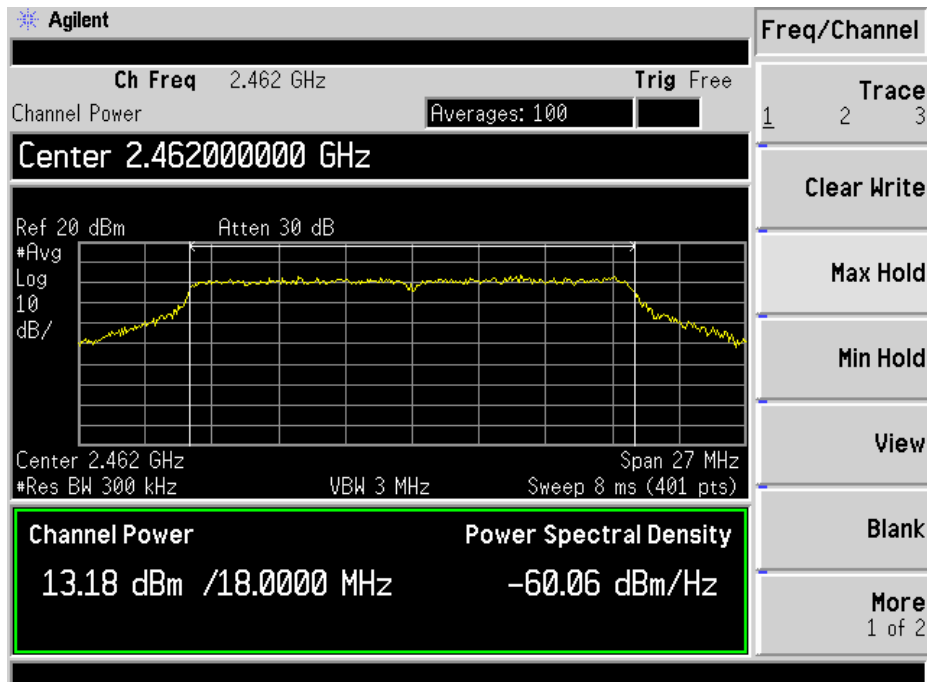 Agilent
Freq/Channel
Ch Freq 2.462 GHz Trig Free
Channel Power Averages: 100
Center 2.462000000 GHz
Ref 20 dBm Atten 30 dB
#Avg
Log
10
dB/
Center 2.462 GHz Span 27 MHz
#Res BW 300 kHz VBW 3 MHz Sweep 8 ms (401 pts)
Channel Power Power Spectral Density
13.18 dBm /18.0000 MHz -60.06 dBm/Hz
Trace
1 2 3
Clear Write
Max Hold
Min Hold
View
Blank
More
1 of 2